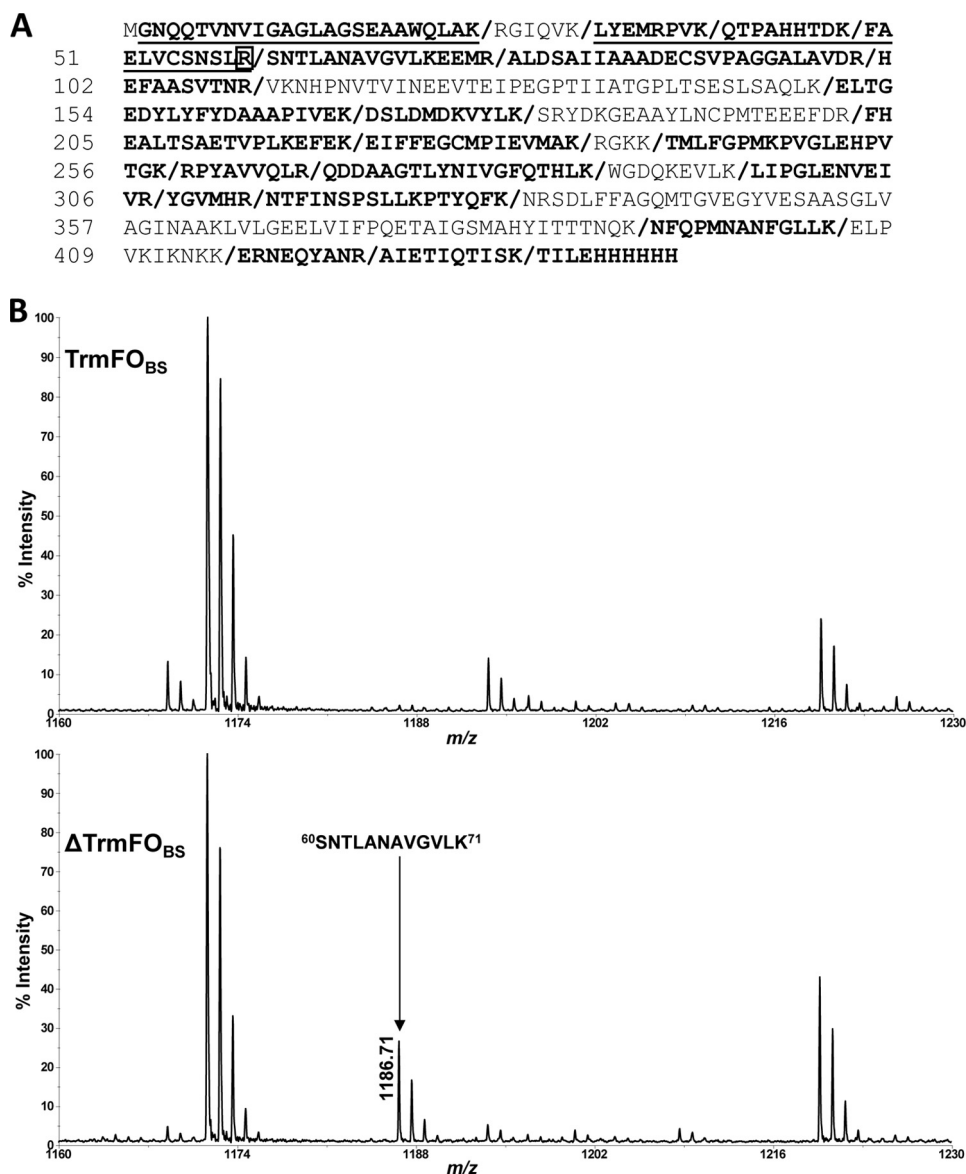 A
MGNQQTVNVIGAGLAGSEAAWQLAK/RGIQVK/LYEMRPVK/QTPAHHTDK/FA
51 ELVCSNSLR/SNTLANAVGVLKEEMR/ALDSAIIAAADECSVPAGGALAVDR/H
102 EFAASVTNR/VKNHPNVTVINEEVTEIPEGPTIIATGPLTSESLSAQLK/ELTG
154 EDYLYFYDAAAPIVEK/DSLDMDKVYLK/SRYDKGEAAYLNCPMTEEEFDR/FH
205 EALTSAETVPLKEFEK/EIFFEGCMPIEVMAK/RGKK/TMLFGPMKPVGLEHPV
256 TGK/RPYAVVQLR/QDDAAGTLYNIVGFQTHLK/WGDQKEVLK/LIPGLENVEI
306 VR/YGVMHR/NTFINSPSLLKPTYQFK/NRSDLFFAGQMTGVEGYVESAASGLV
357 AGINAAKLVLGEELVIFPQETAIGSMAHYITTTNQK/NFQPMNANFGLLK/ELP
409 VKIKNKK/ERNEQYANR/AIETIQTISK/TILEHHHHHH
B
TrmFOBS
% Intensity
100
90
80
70
60
50
40
30
20
10
0
1160 1174 1188 1202 1216 1230
m/z
ΔTrmFOBS
60SNTLANAVGVLK71
1186.71
% Intensity
100
90
80
70
60
50
40
30
20
10
0
1160 1174 1188 1202 1216 1230
m/z